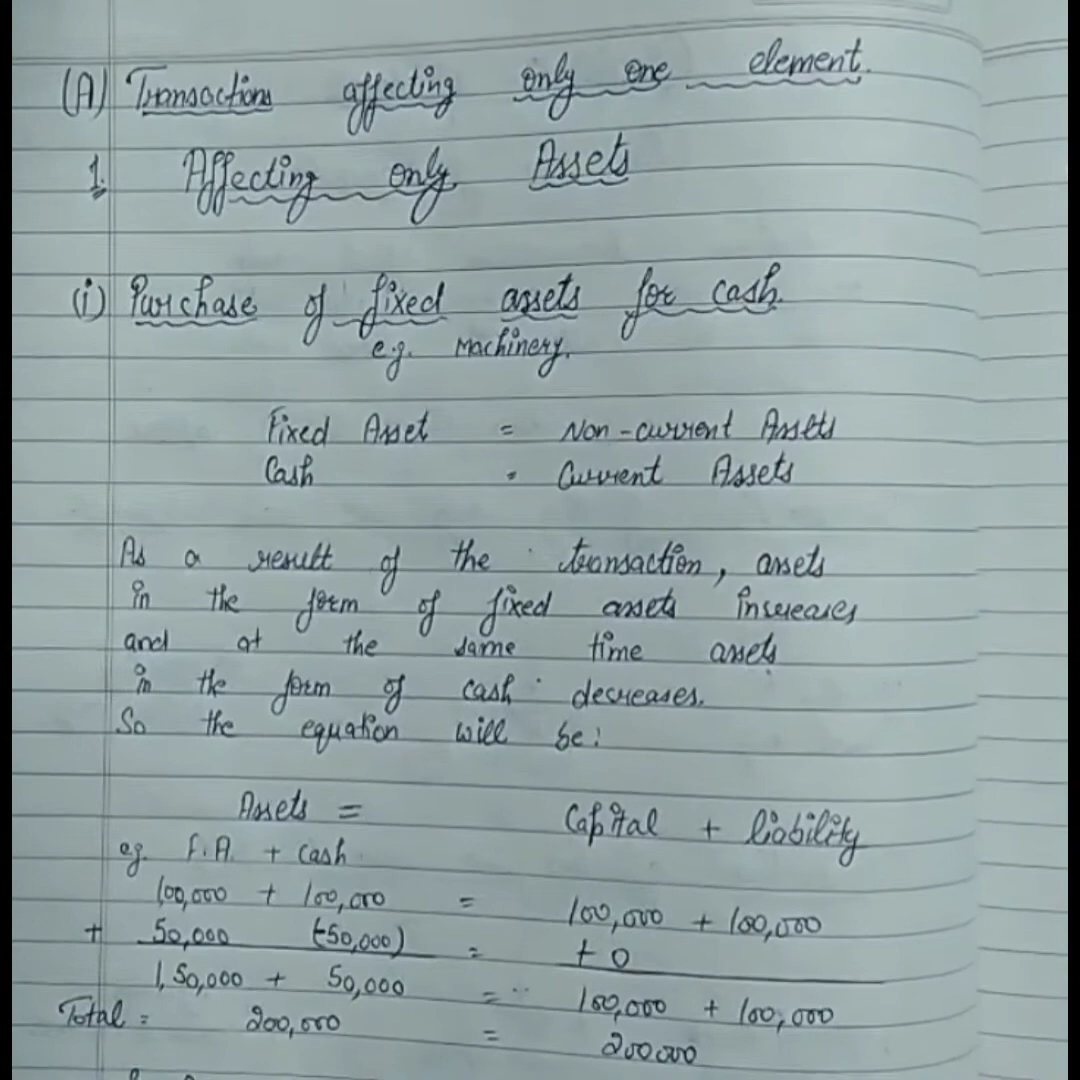 (A) Transactions affecting only one element.
1. Affecting only Assets
(i) Purchase of fixed assets for cash.
e.g. Machinery.
Fixed Asset = Non-current Assets
Cash = Current Assets
As a result of the transaction, assets
in the form of fixed assets increases
and at the same time assets
in the form of cash decreases.
So the equation will be:
Assets = Capital + liability
eg. F.A. + Cash
100,000 + 100,000 = 100,000 + 100,000
+ 50,000 (-50,000) = + 0
1,50,000 + 50,000 = 100,000 + 100,000
Total = 200,000 = 200000